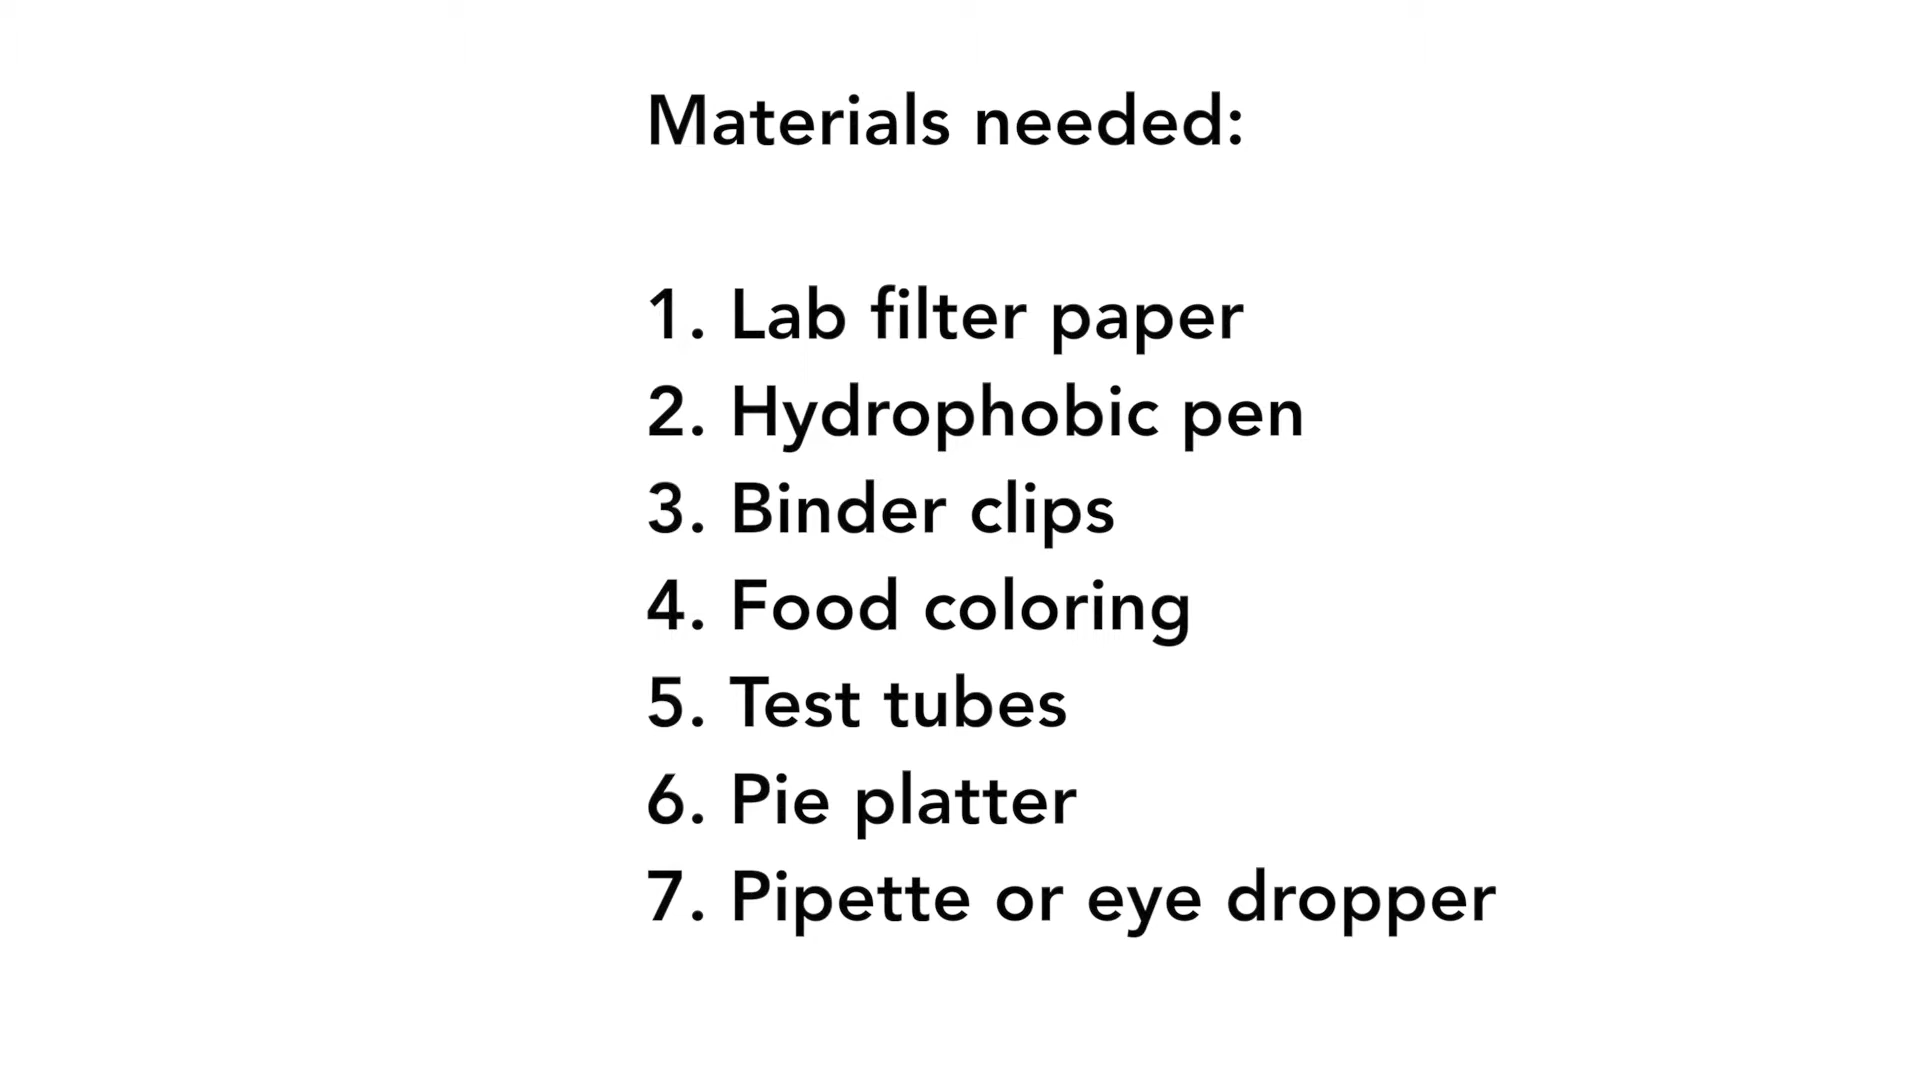 Materials needed:
1. Lab filter paper
2. Hydrophobic pen
3. Binder clips
4. Food coloring
5. Test tubes
6. Pie platter
7. Pipette or eye dropper